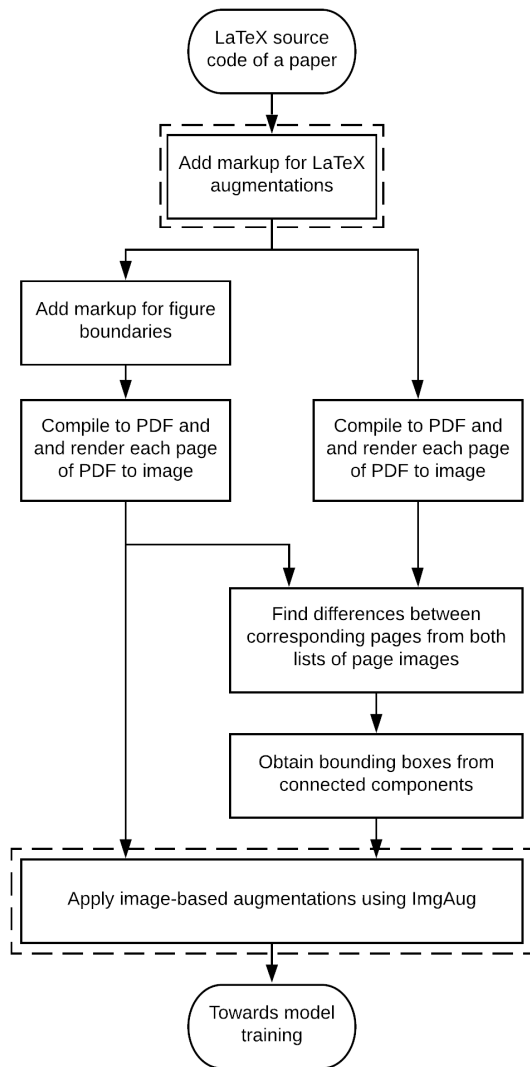 LaTeX source
code of a paper
Add markup for LaTeX
augmentations
Add markup for figure
boundaries
Compile to PDF and
and render each page
of PDF to image
Compile to PDF and
and render each page
of PDF to image
Find differences between
corresponding pages from both
lists of page images
Obtain bounding boxes from
connected components
Apply image-based augmentations using ImgAug
Towards model
training